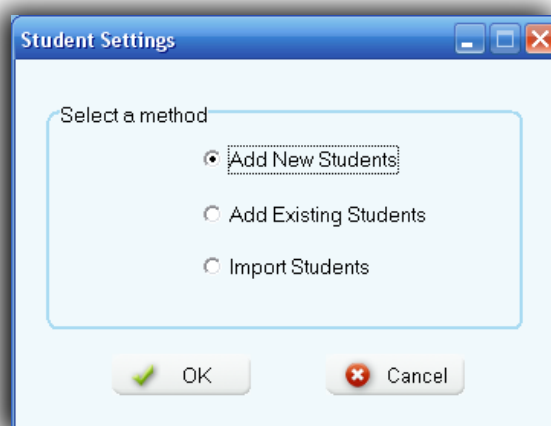 Student Settings
Select a method
Add New Students
Add Existing Students
Import Students
OK
Cancel